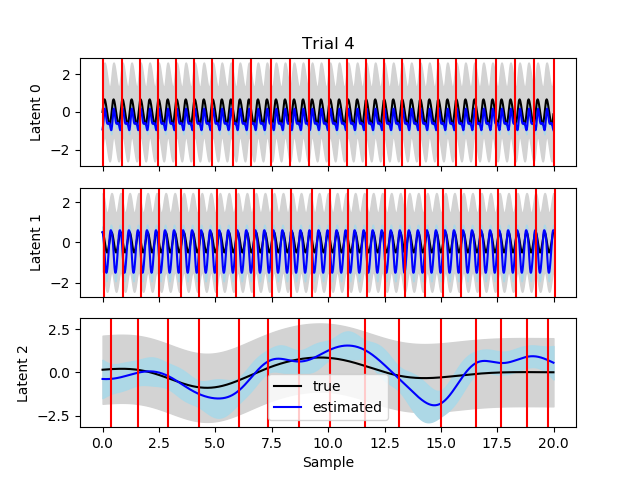 Trial 4
Latent 0
2
0
−2
Latent 1
2
0
−2
Latent 2
2.5
0.0
−2.5
true
estimated
0.0 2.5 5.0 7.5 10.0 12.5 15.0 17.5 20.0
Sample